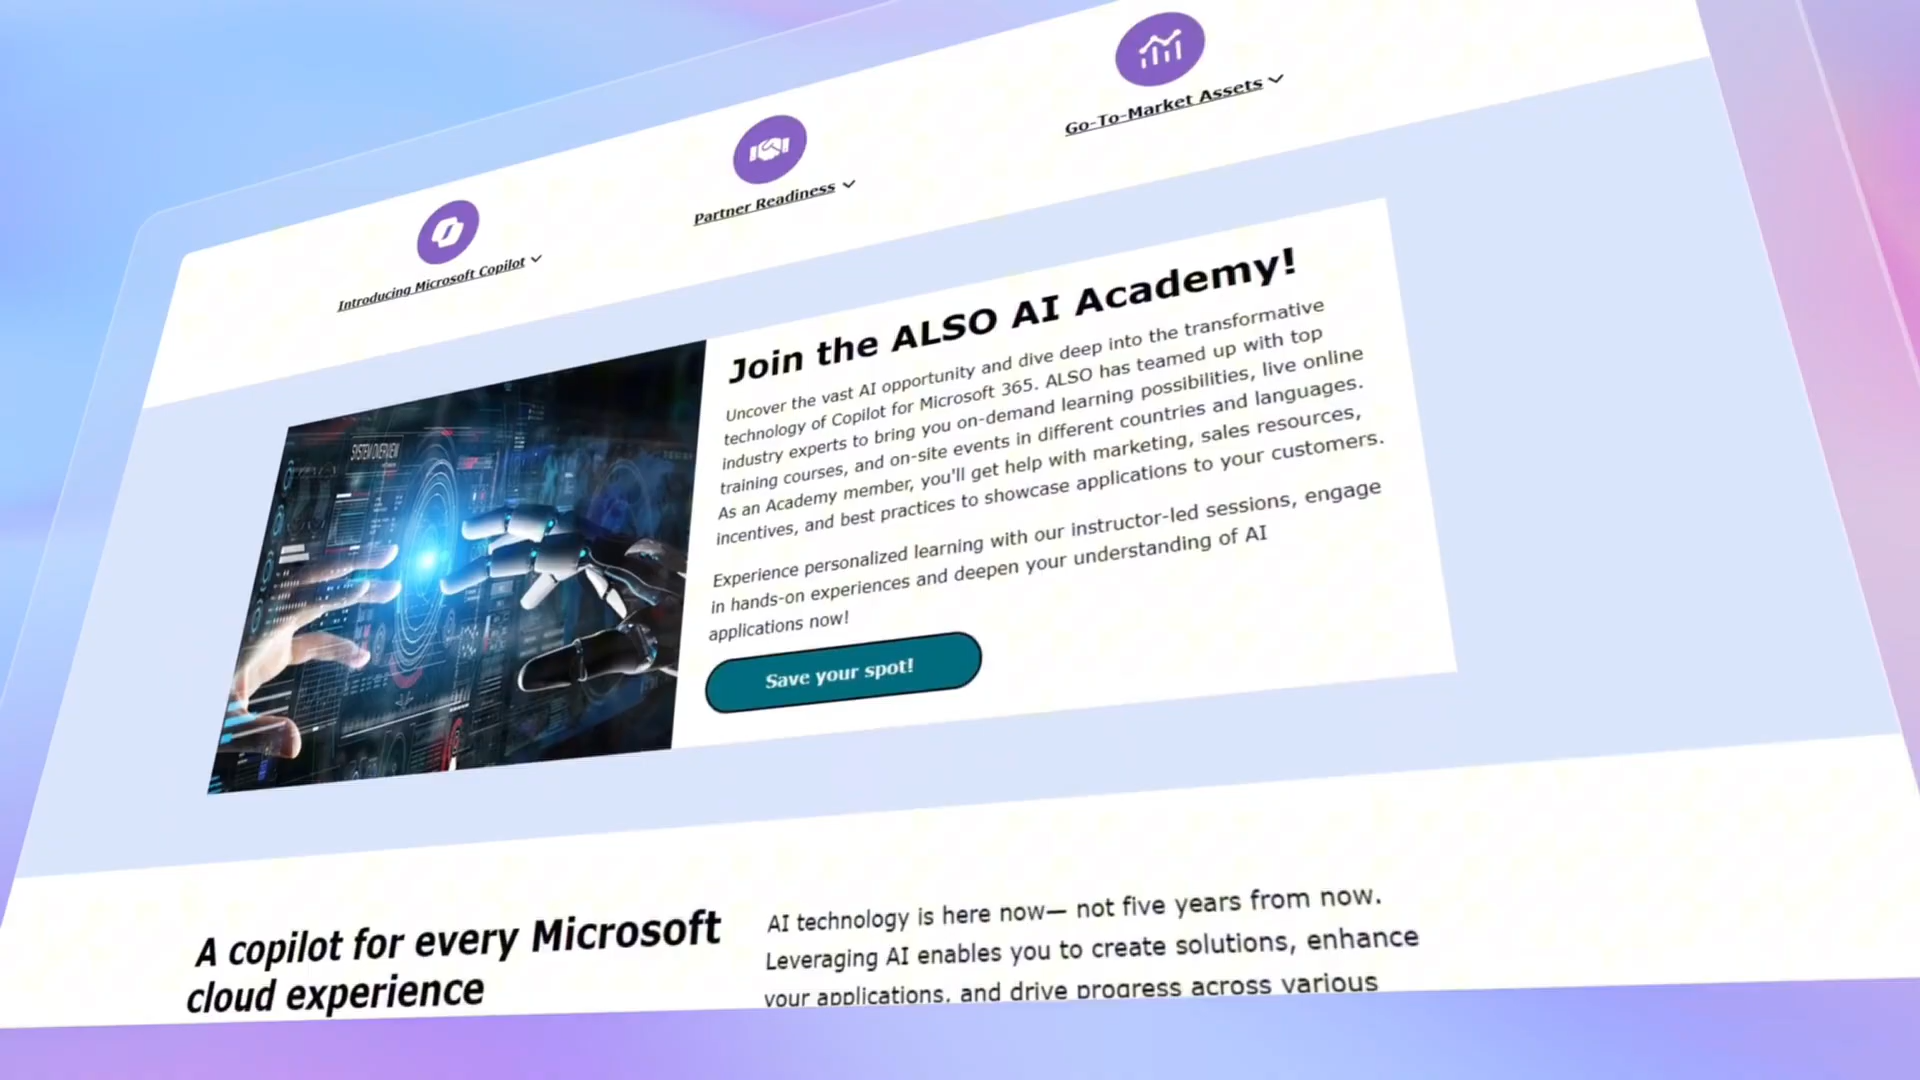 Introducing Microsoft Copilot
Partner Readiness
Go-To-Market Assets
SYSTEM OVERVIEW
Join the ALSO AI Academy!
Uncover the vast AI opportunity and dive deep into the transformative
technology of Copilot for Microsoft 365. ALSO has teamed up with top
industry experts to bring you on-demand learning possibilities, live online
training courses, and on-site events in different countries and languages.
As an Academy member, you'll get help with marketing, sales resources,
incentives, and best practices to showcase applications to your customers.
Experience personalized learning with our instructor-led sessions, engage
in hands-on experiences and deepen your understanding of AI
applications now!
Save your spot!
A copilot for every Microsoft
cloud experience
AI technology is here now— not five years from now.
Leveraging AI enables you to create solutions, enhance
your applications, and drive progress across various